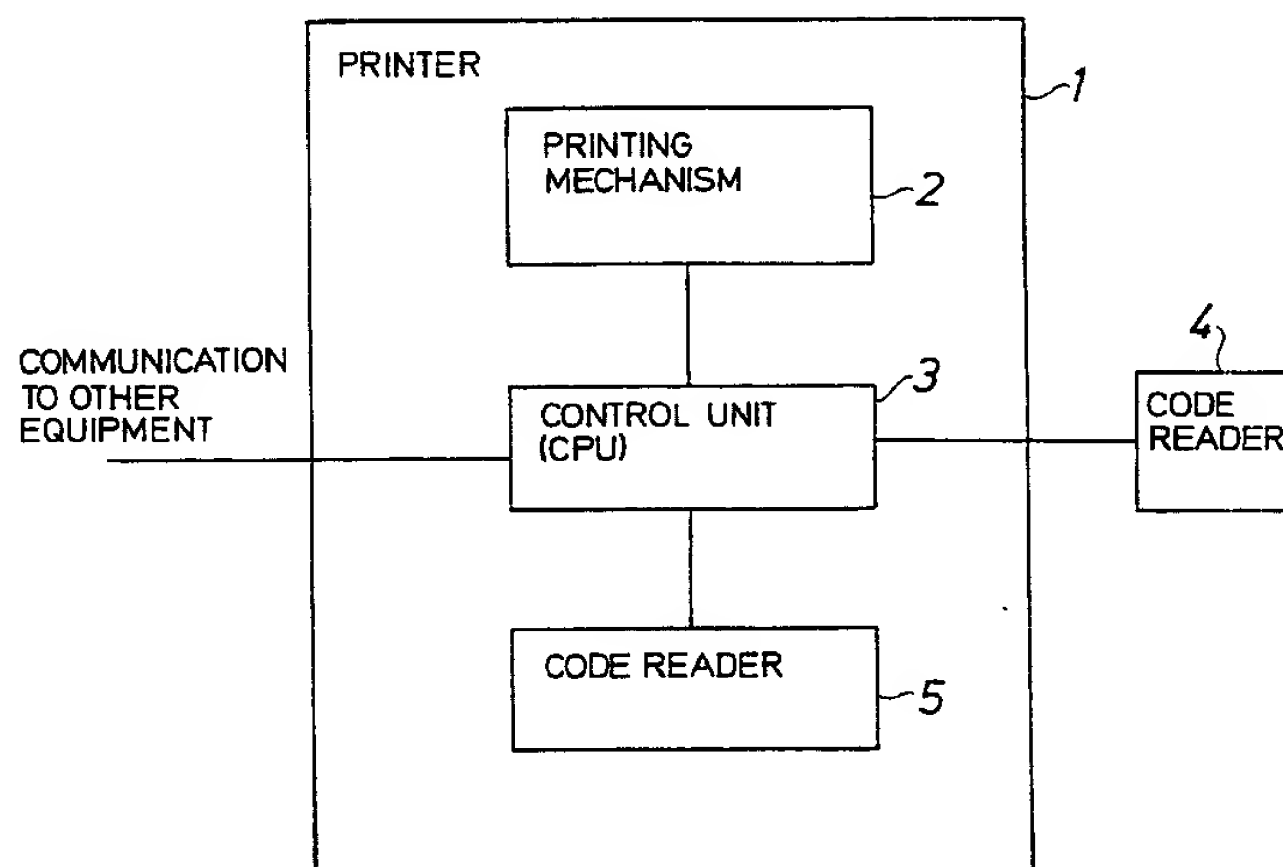 PRINTER
1
PRINTING
MECHANISM
2
COMMUNICATION
TO OTHER
EQUIPMENT
3
CONTROL UNIT
(CPU)
4
CODE
READER
CODE READER
5